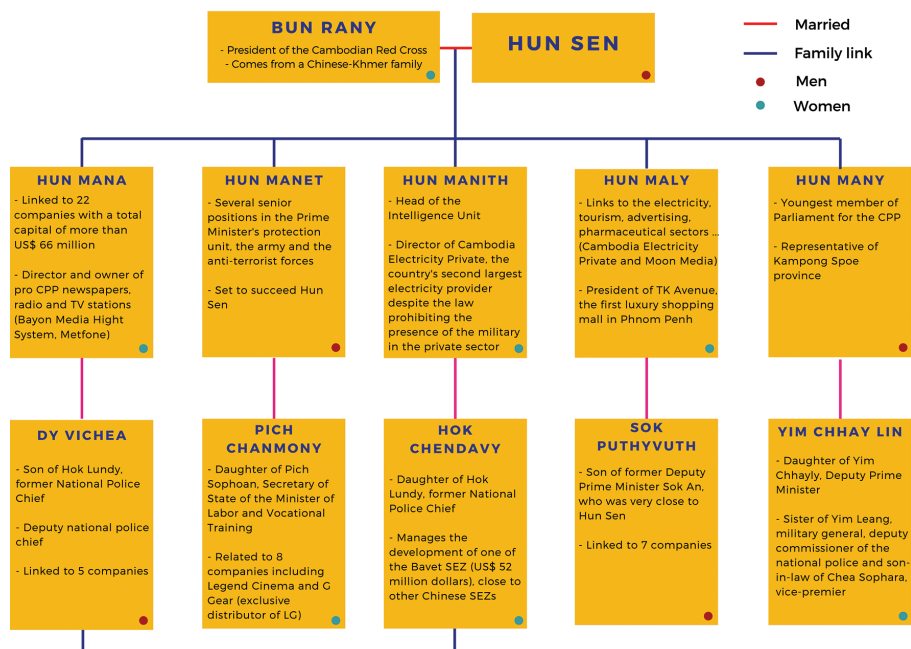 BUN RANY
- President of the Cambodian Red Cross
- Comes from a Chinese-Khmer family
HUN SEN
Married
Family link
Men
Women
HUN MANA
- Linked to 22
companies with a total
capital of more than
US$ 66 million
- Director and owner of
pro CPP newspapers,
radio and TV stations
(Bayon Media Hight
System, Metfone)
HUN MANET
- Several senior
positions in the Prime
Minister's protection
unit, the army and the
anti-terrorist forces
- Set to succeed Hun
Sen
HUN MANITH
- Head of the
Intelligence Unit
- Director of Cambodia
Electricity Private, the
country's second largest
electricity provider
despite the law
prohibiting the
presence of the military
in the private sector
HUN MALY
- Links to the electricity,
tourism, advertising,
pharmaceutical sectors ...
(Cambodia Electricity
Private and Moon Media)
- President of TK Avenue,
the first luxury shopping
mall in Phnom Penh
HUN MANY
- Youngest member of
Parliament for the CPP
- Representative of
Kampong Spoe
province
DY VICHEA
- Son of Hok Lundy,
former National Police
Chief
- Deputy national police
chief
- Linked to 5 companies
PICH
CHANMONY
- Daughter of Pich
Sophoan, Secretary of
State of the Minister of
Labor and Vocational
Training
- Related to 8
companies including
Legend Cinema and G
Gear (exclusive
distributor of LG)
HOK
CHENDAVY
- Daughter of Hok
Lundy, former National
Police Chief
- Manages the
development of one of
the Bavet SEZ (US$ 52
million dollars), close to
other Chinese SEZs
SOK
PUTHYVUTH
- Son of former Deputy
Prime Minister Sok An,
who was very close to
Hun Sen
- Linked to 7 companies
YIM CHHAY LIN
- Daughter of Yim
Chhayly, Deputy Prime
Minister
- Sister of Yim Leang,
military general, deputy
commissioner of the
national police and son-
in-law of Chea Sophara,
vice-premier